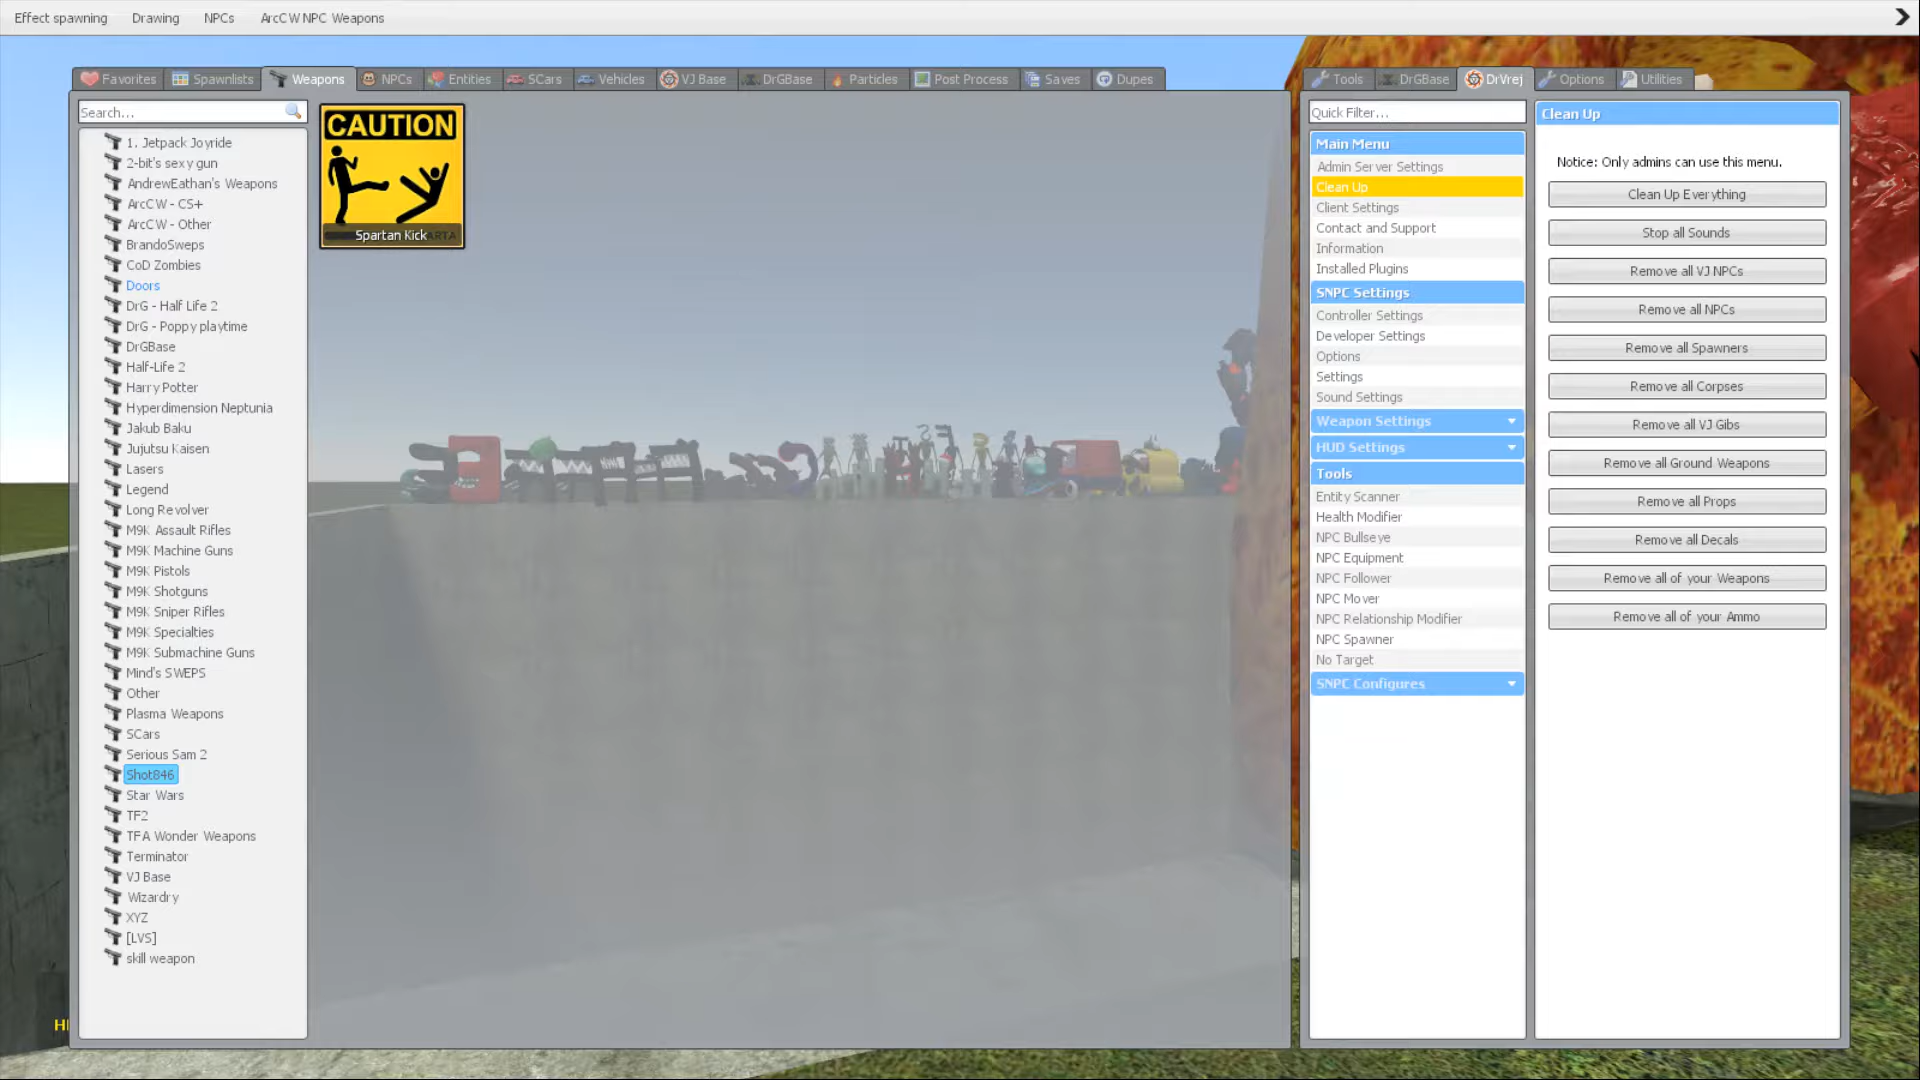 Effect spawning Drawing NPCs ArcCW NPC Weapons
Favorites Spawnlists Weapons NPCs Entities SCars Vehicles VJ Base DrGBase Particles Post Process Saves Dupes
Search...
1. Jetpack Joyride
2-bit's sexy gun
AndrewEathan's Weapons
ArcCW - CS+
ArcCW - Other
BrandoSweps
CoD Zombies
Doors
DrG - Half Life 2
DrG - Poppy playtime
DrGBase
Half-Life 2
Harry Potter
Hyperdimension Neptunia
Jakub Baku
Jujutsu Kaisen
Lasers
Legend
Long Revolver
M9K Assault Rifles
M9K Machine Guns
M9K Pistols
M9K Shotguns
M9K Sniper Rifles
M9K Specialties
M9K Submachine Guns
Mind's SWEPS
Other
Plasma Weapons
SCars
Serious Sam 2
Shot846
Star Wars
TF2
TFA Wonder Weapons
Terminator
VJ Base
Wizardry
XYZ
[LVS]
skill weapon
CAUTION
Spartan Kick
Tools DrGBase DrVrej Options Utilities
Quick Filter...
Main Menu
Admin Server Settings
Clean Up
Client Settings
Contact and Support
Information
Installed Plugins
SNPC Settings
Controller Settings
Developer Settings
Options
Settings
Sound Settings
Weapon Settings
HUD Settings
Tools
Entity Scanner
Health Modifier
NPC Bullseye
NPC Equipment
NPC Follower
NPC Mover
NPC Relationship Modifier
NPC Spawner
No Target
SNPC Configures
Clean Up
Notice: Only admins can use this menu.
Clean Up Everything
Stop all Sounds
Remove all VJ NPCs
Remove all NPCs
Remove all Spawners
Remove all Corpses
Remove all VJ Gibs
Remove all Ground Weapons
Remove all Props
Remove all Decals
Remove all of your Weapons
Remove all of your Ammo